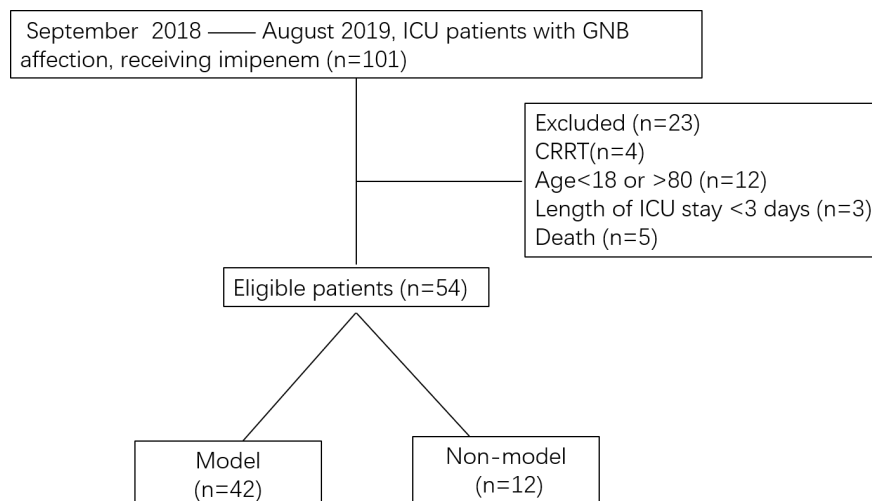 September 2018 —— August 2019, ICU patients with GNB
affection, receiving imipenem (n=101)
Excluded (n=23)
CRRT(n=4)
Age<18 or >80 (n=12)
Length of ICU stay <3 days (n=3)
Death (n=5)
Eligible patients (n=54)
Model
(n=42)
Non-model
(n=12)